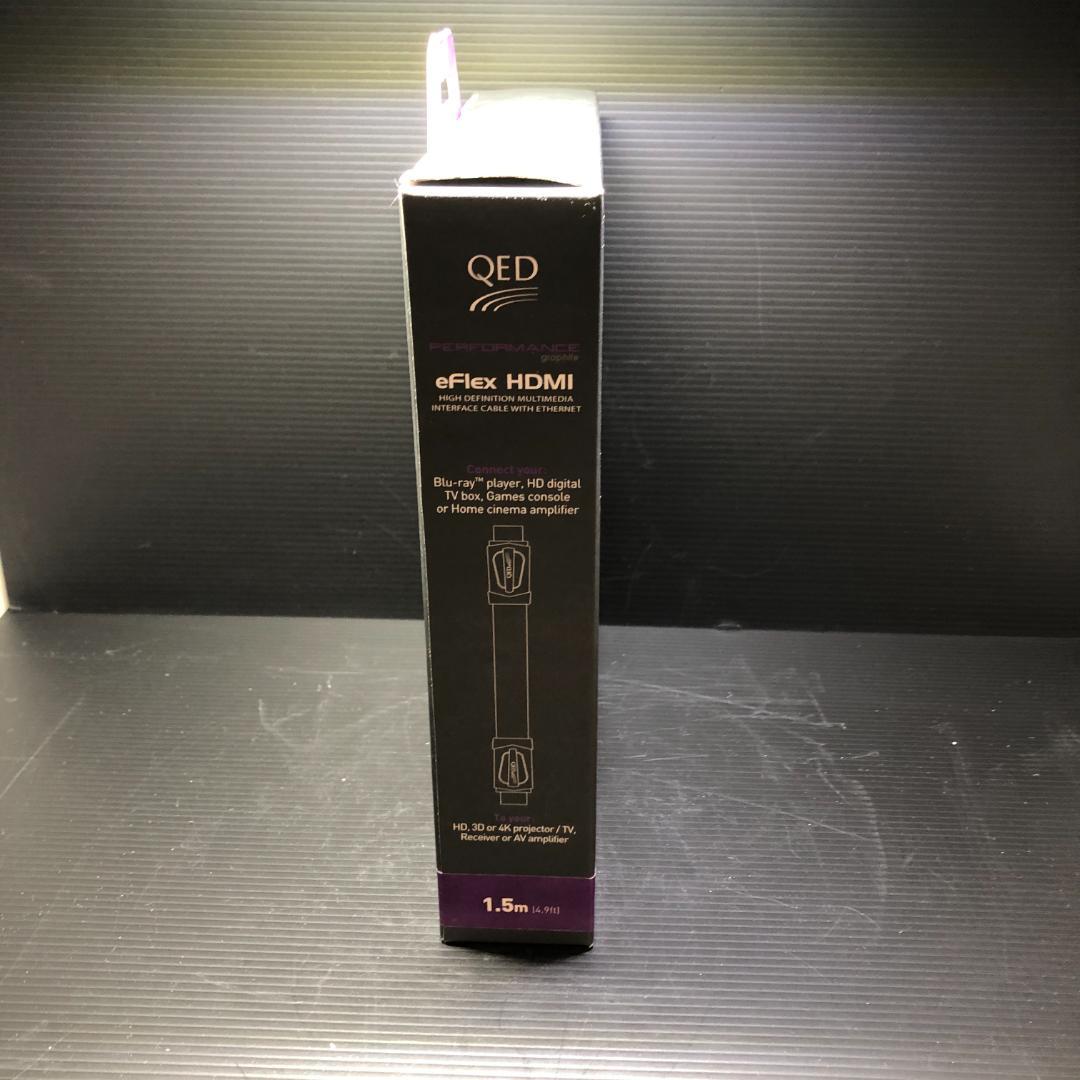 QED
PERFORMANCE
graphite
eFlex HDMI
HIGH DEFINITION MULTIMEDIA
INTERFACE CABLE WITH ETHERNET
Connect your:
Blu-ray™ player, HD digital
TV box, Games console
or Home cinema amplifier
QED
QED
To your:
HD, 3D or 4K projector / TV,
Receiver or AV amplifier
1.5m (4.9ft)